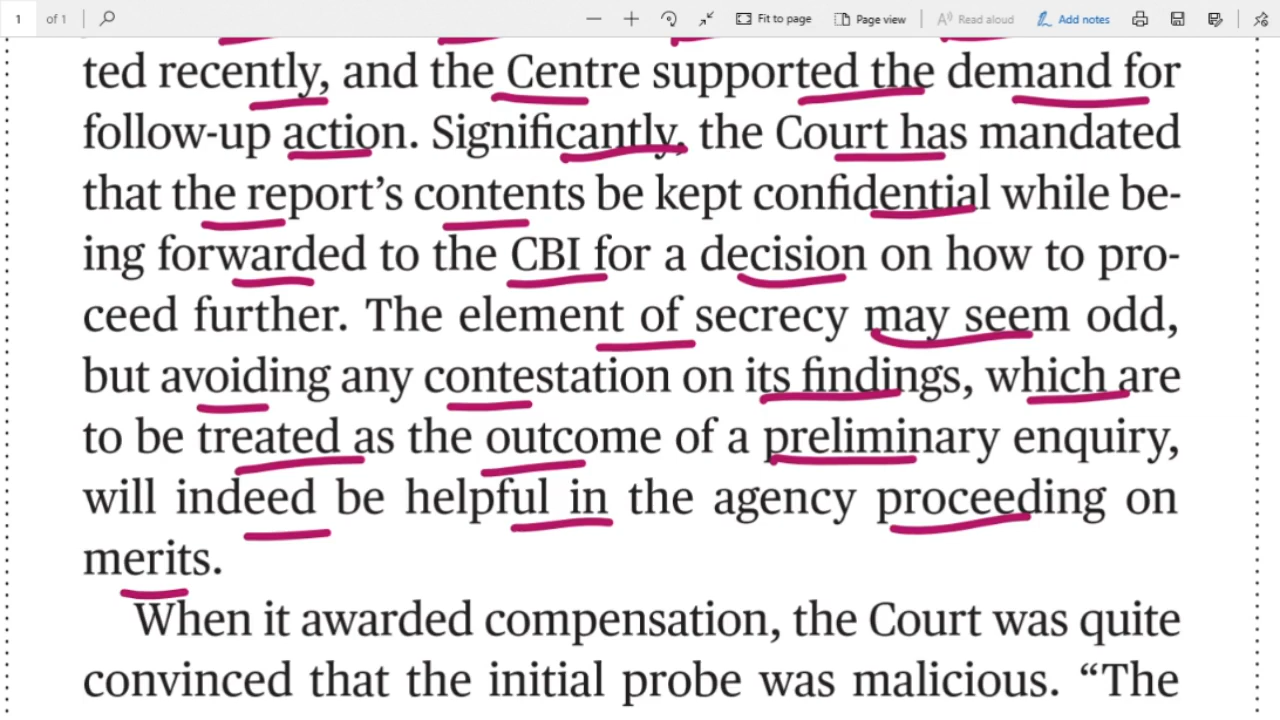 1 of 1 Fit to page Page view Read aloud Add notes
ted recently, and the Centre supported the demand for
follow-up action. Significantly, the Court has mandated
that the report’s contents be kept confidential while be-
ing forwarded to the CBI for a decision on how to pro-
ceed further. The element of secrecy may seem odd,
but avoiding any contestation on its findings, which are
to be treated as the outcome of a preliminary enquiry,
will indeed be helpful in the agency proceeding on
merits.
When it awarded compensation, the Court was quite
convinced that the initial probe was malicious. “The